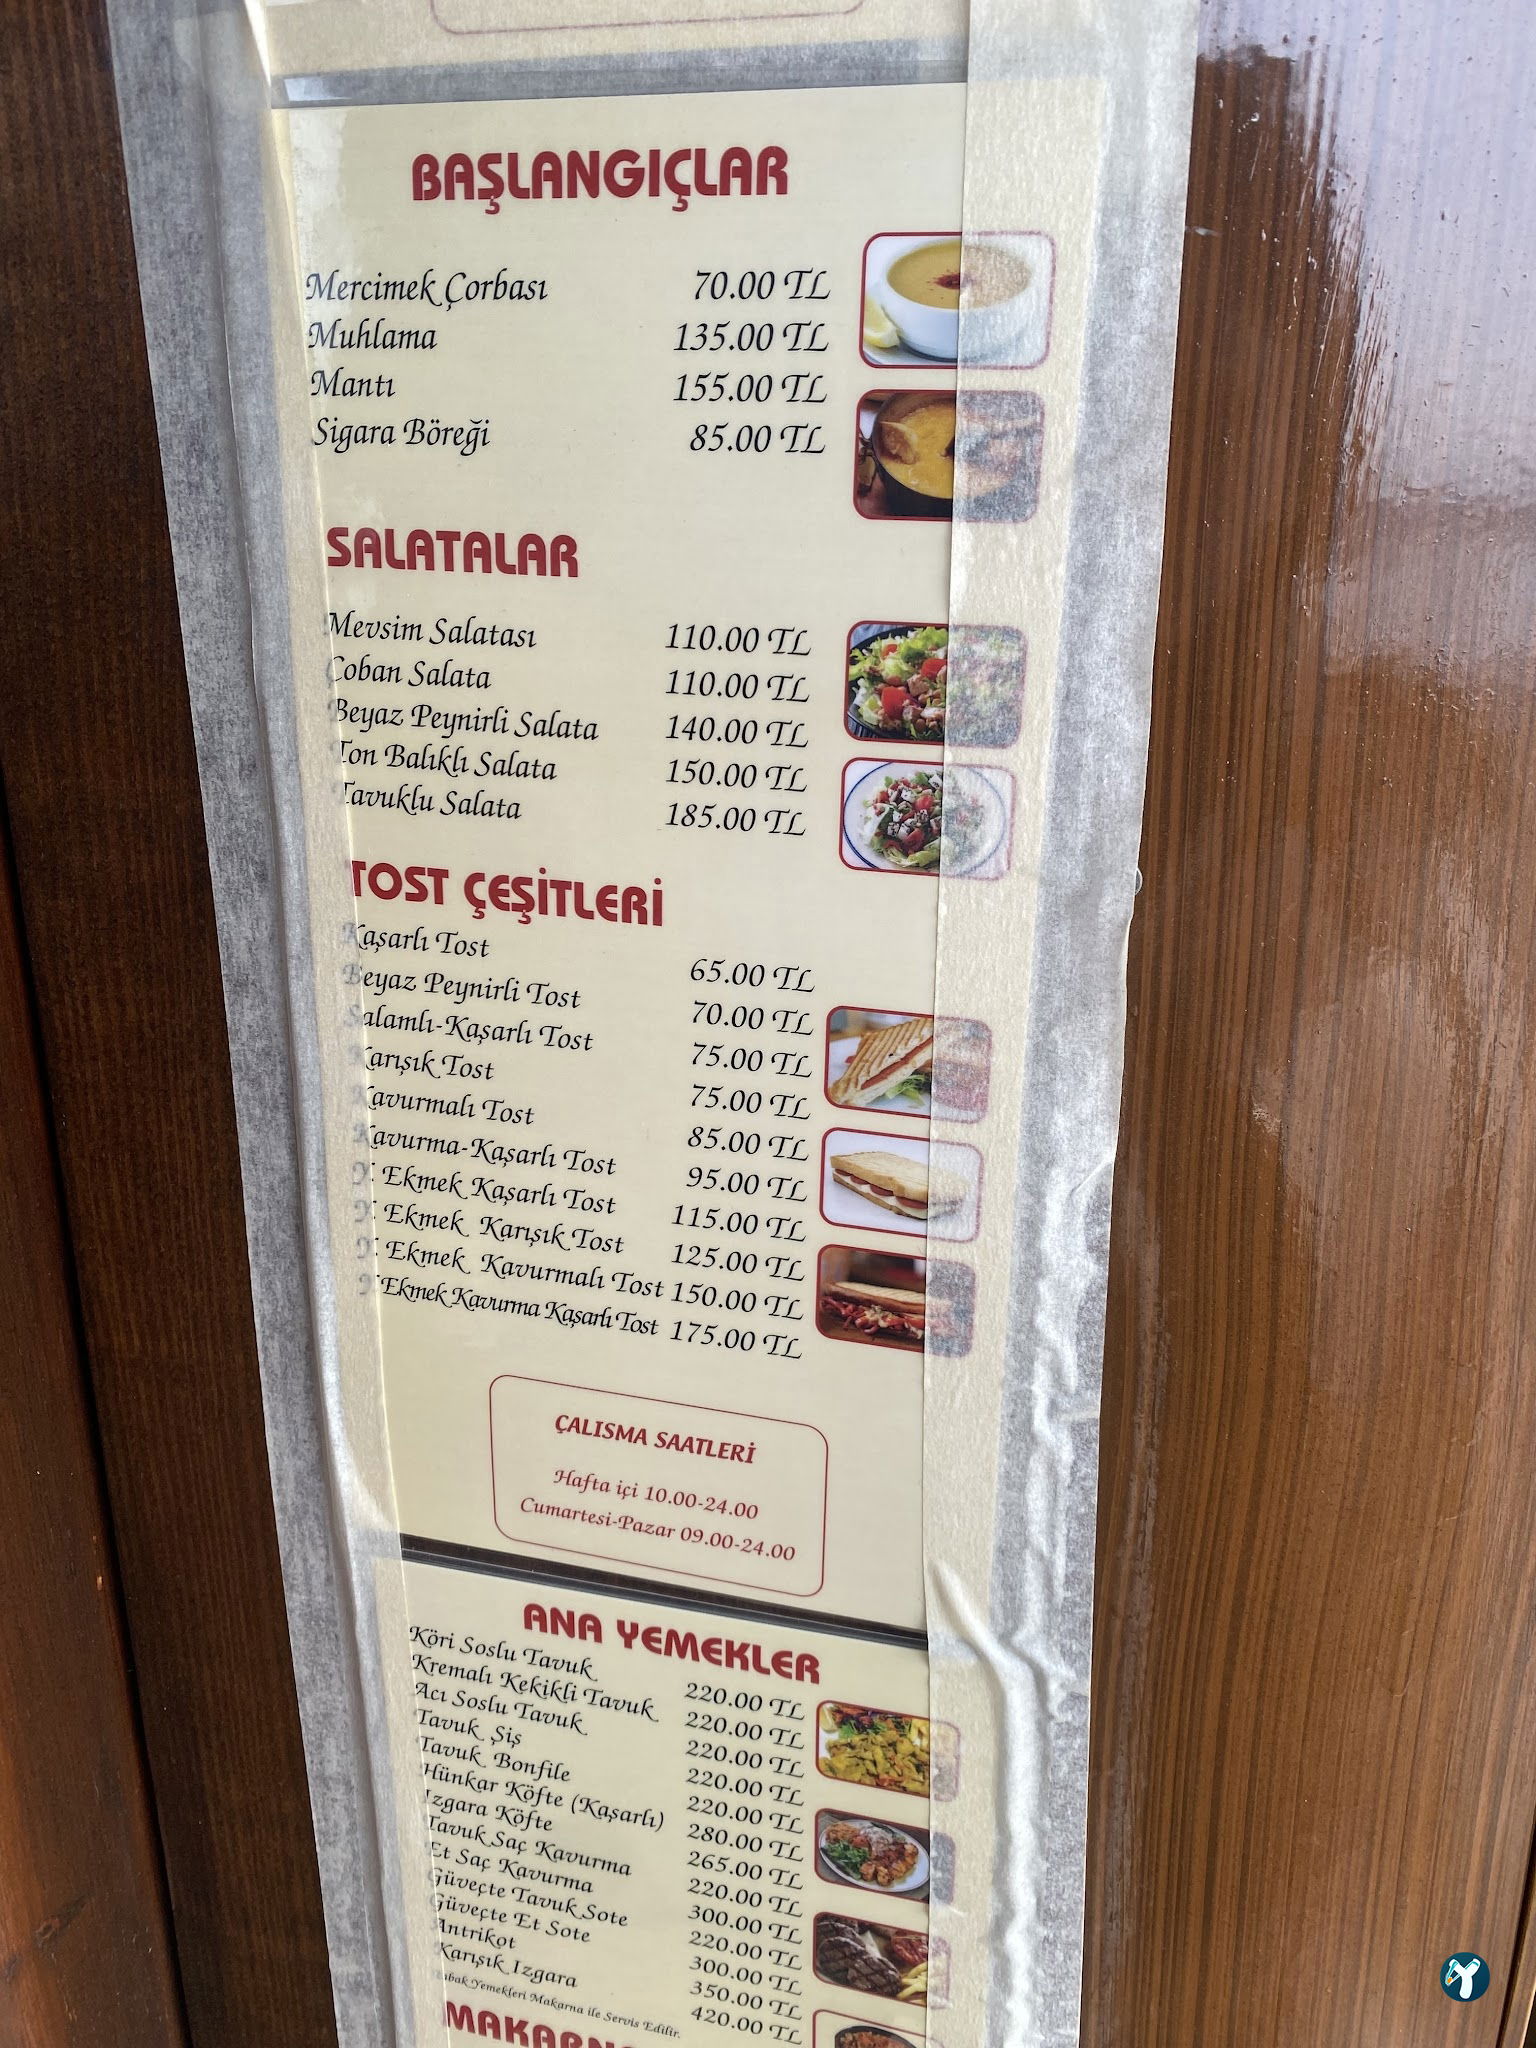 BAŞLANGIÇLAR
Mercimek Çorbası 70.00 TL
Muhlama 135.00 TL
Mantı 155.00 TL
Sigara Böreği 85.00 TL
SALATALAR
Mevsim Salatası 110.00 TL
Çoban Salata 110.00 TL
Beyaz Peynirli Salata 140.00 TL
Ton Balıklı Salata 150.00 TL
Tavuklu Salata 185.00 TL
TOST ÇEŞİTLERİ
Kaşarlı Tost 65.00 TL
Beyaz Peynirli Tost 70.00 TL
Salamlı-Kaşarlı Tost 75.00 TL
Karışık Tost 75.00 TL
Kavurmalı Tost 85.00 TL
Kavurma-Kaşarlı Tost 95.00 TL
Ekmek Kaşarlı Tost 115.00 TL
Ekmek Karışık Tost 125.00 TL
Ekmek Kavurmalı Tost 150.00 TL
Ekmek Kavurma Kaşarlı Tost 175.00 TL
ÇALISMA SAATLERİ
Hafta içi 10.00-24.00
Cumartesi-Pazar 09.00-24.00
ANA YEMEKLER
Köri Soslu Tavuk 220.00 TL
Kremalı Kekikli Tavuk 220.00 TL
Acı Soslu Tavuk 220.00 TL
Tavuk Şiş 220.00 TL
Tavuk Bonfile 220.00 TL
Hünkar Köfte (Kaşarlı) 280.00 TL
Izgara Köfte 265.00 TL
Tavuk Saç Kavurma 220.00 TL
Et Saç Kavurma 300.00 TL
Güveçte Tavuk Sote 220.00 TL
Güveçte Et Sote 300.00 TL
Antrikot 350.00 TL
Karışık Izgara 420.00 TL
Yemekleri Makarna ile Servis Edilir.